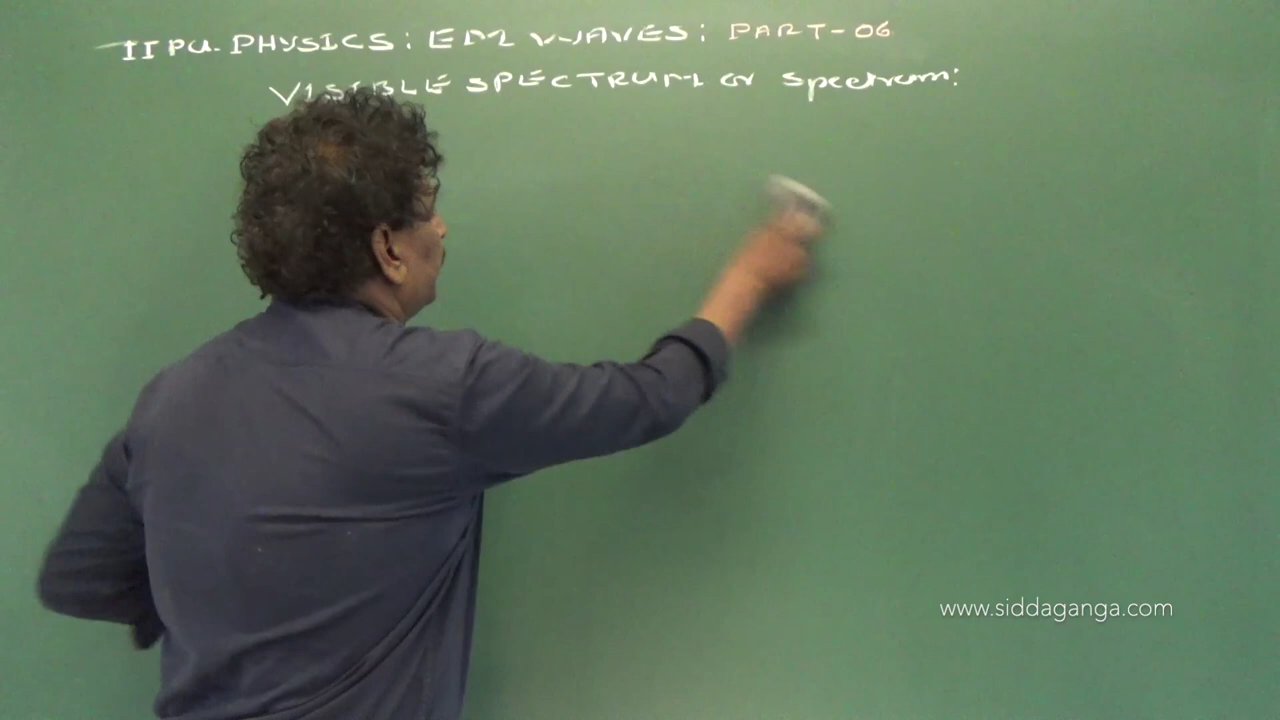 II PU. PHYSICS: EM WAVES: PART-06
VISIBLE SPECTRUM or Spectrum:
www.siddaganga.com